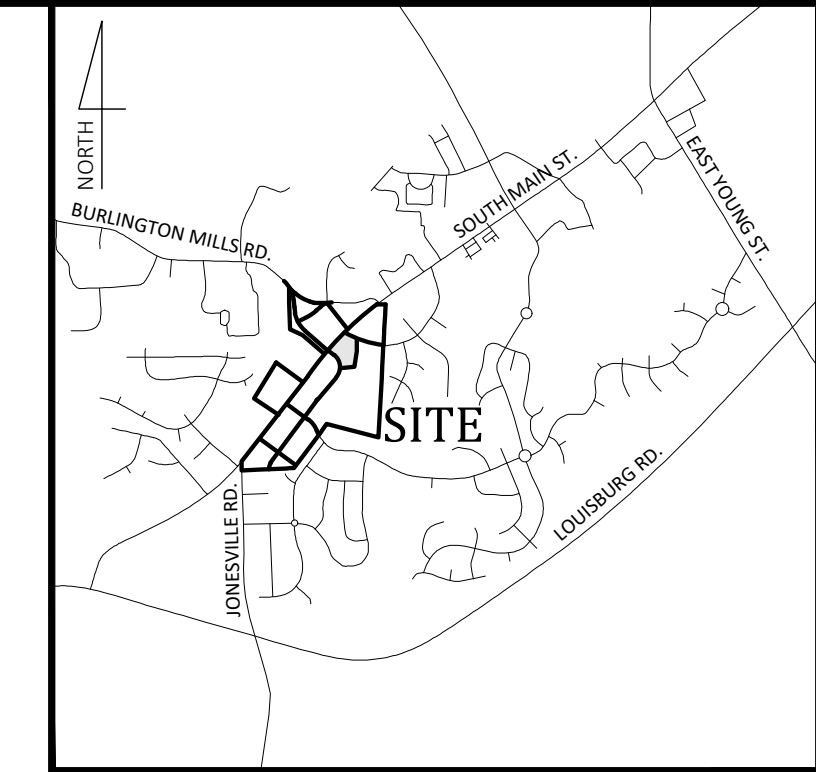 NORTH
BURLINGTON MILLS RD.
SOUTH MAIN ST.
EAST YOUNG ST.
SITE
LOUISBURG RD.
JONESVILLE RD.